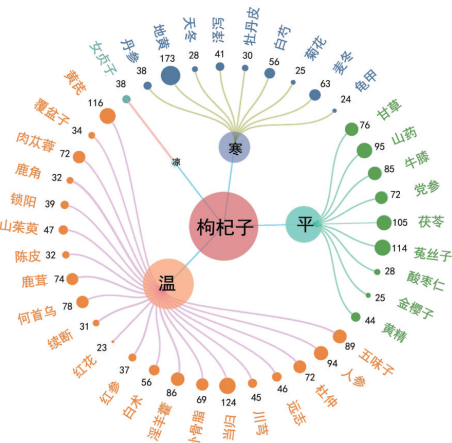 枸杞子
寒
平
温
凉
女贞子
38
丹参
38
地黄
173
天冬
28
泽泻
41
牡丹皮
30
白芍
56
菊花
25
麦冬
63
龟甲
24
甘草
76
山药
95
牛膝
85
党参
72
茯苓
105
菟丝子
114
酸枣仁
28
金樱子
25
黄精
44
五味子
89
人参
94
杜仲
72
远志
46
川芎
45
当归
124
骨脂
69
淫羊藿
86
白术
56
红参
37
红花
23
续断
31
何首乌
78
鹿茸
74
陈皮
32
山茱萸
47
锁阳
39
鹿角
32
肉苁蓉
72
覆盆子
34
黄芪
116